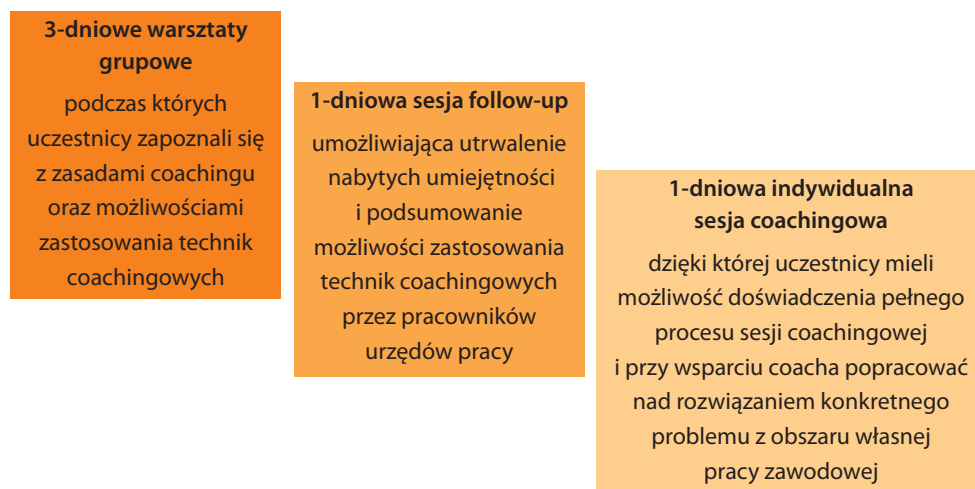 3-dniowe warsztaty
grupowe
podczas których
uczestnicy zapoznali się
z zasadami coachingu
oraz możliwościami
zastosowania technik
coachingowych
1-dniowa sesja follow-up
umożliwiająca utrwalenie
nabytych umiejętności
i podsumowanie
możliwości zastosowania
technik coachingowych
przez pracowników
urzędów pracy
1-dniowa indywidualna
sesja coachingowa
dzięki której uczestnicy mieli
możliwość doświadczenia pełnego
procesu sesji coachingowej
i przy wsparciu coacha popracować
nad rozwiązaniem konkretnego
problemu z obszaru własnej
pracy zawodowej